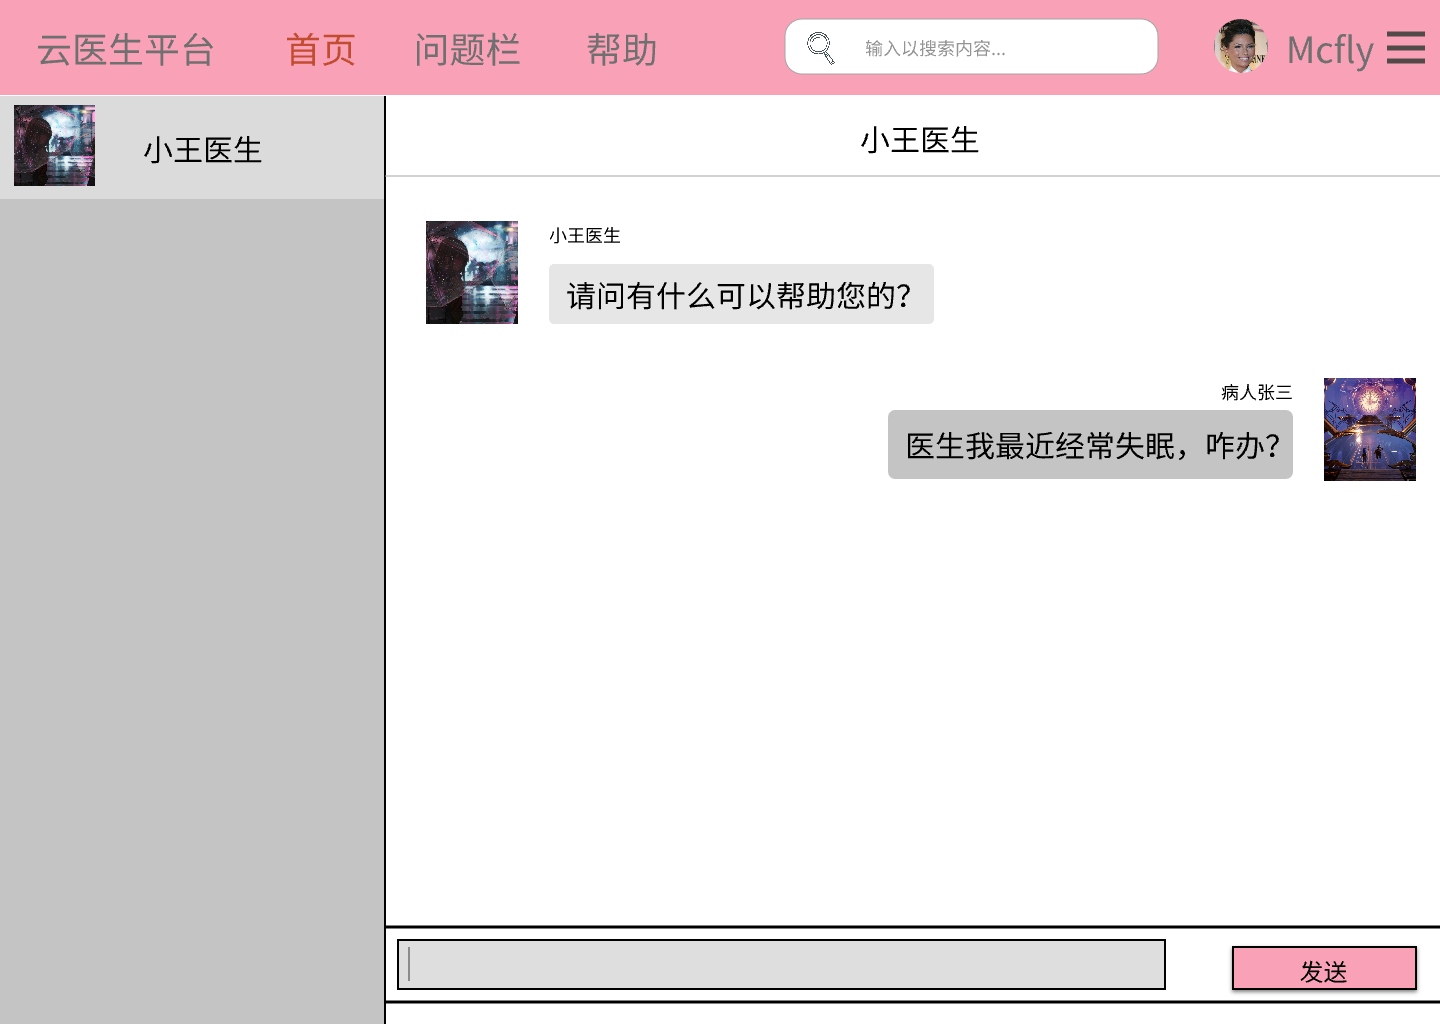 云医生平台 首页 问题栏 帮助 输入以搜索内容... Mcfly
小王医生
小王医生
小王医生
请问有什么可以帮助您的?
病人张三
医生我最近经常失眠，咋办?
发送